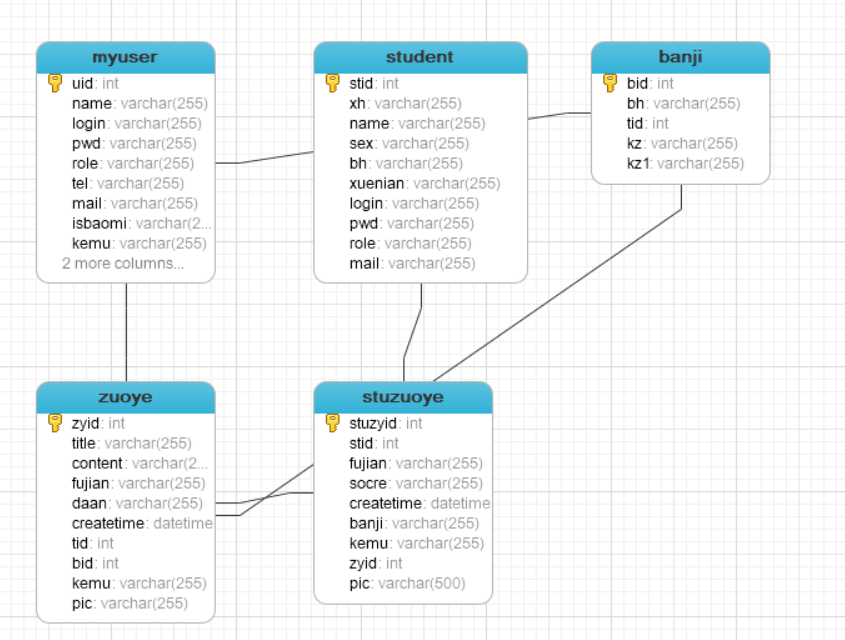 myuser
uid: int
name: varchar(255)
login: varchar(255)
pwd: varchar(255)
role: varchar(255)
tel: varchar(255)
mail: varchar(255)
isbaomi: varchar(2...
kemu: varchar(255)
2 more columns...
student
stid: int
xh: varchar(255)
name: varchar(255)
sex: varchar(255)
bh: varchar(255)
xuenian: varchar(255)
login: varchar(255)
pwd: varchar(255)
role: varchar(255)
mail: varchar(255)
banji
bid: int
bh: varchar(255)
tid: int
kz: varchar(255)
kz1: varchar(255)
zuoye
zyid: int
title: varchar(255)
content: varchar(2...
fujian: varchar(255)
daan: varchar(255)
createtime: datetime
tid: int
bid: int
kemu: varchar(255)
pic: varchar(255)
stuzuoye
stuzyid: int
stid: int
fujian: varchar(255)
socre: varchar(255)
createtime: datetime
banji: varchar(255)
kemu: varchar(255)
zyid: int
pic: varchar(500)